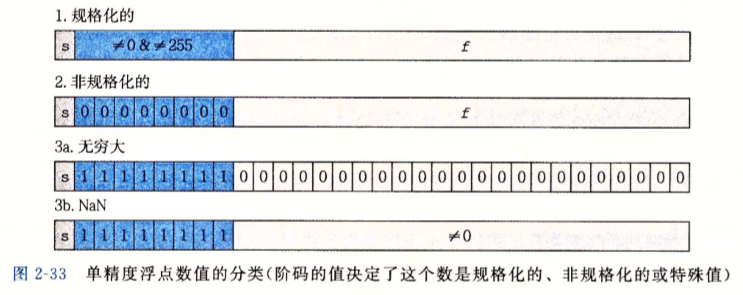 1. 规格化的
s ≠0 & ≠255 f
2. 非规格化的
s 0 0 0 0 0 0 0 0 f
3a. 无穷大
s 1 1 1 1 1 1 1 1 0 0 0 0 0 0 0 0 0 0 0 0 0 0 0 0 0 0 0 0 0 0 0
3b. NaN
s 1 1 1 1 1 1 1 1 ≠0
图 2-33 单精度浮点数值的分类(阶码的值决定了这个数是规格化的、非规格化的或特殊值)